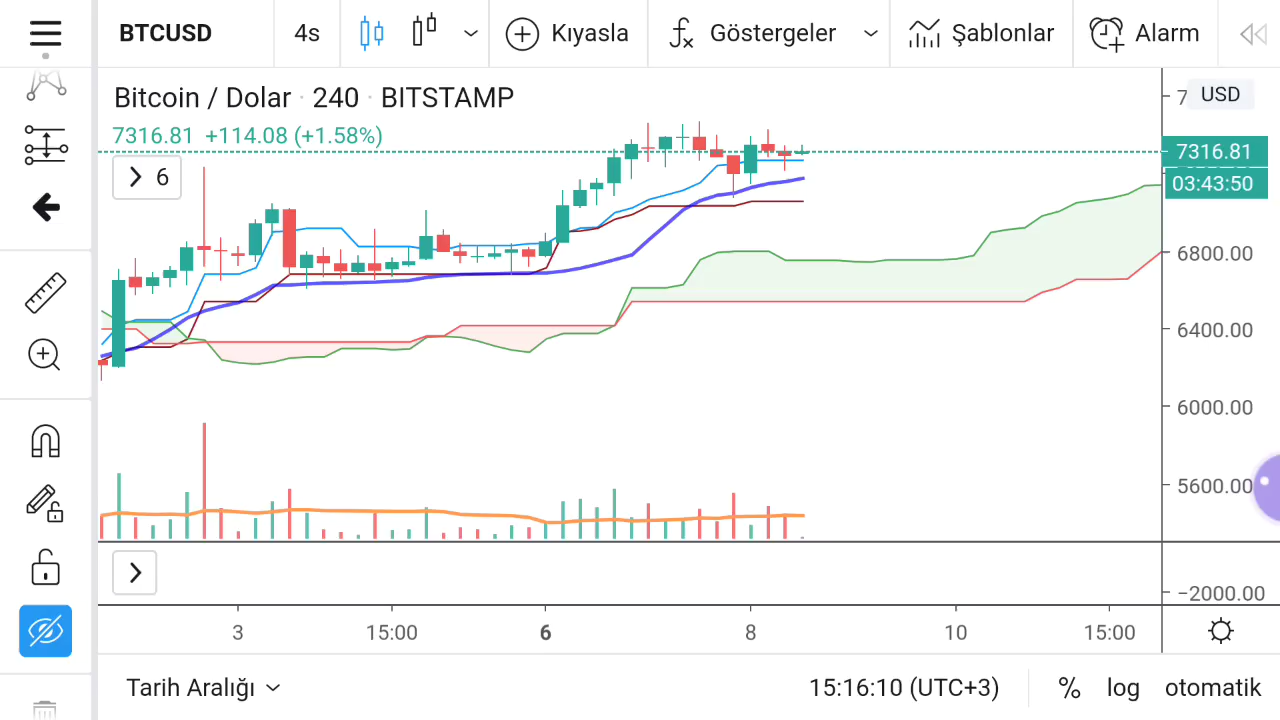 BTCUSD 4s Kıyasla Göstergeler Şablonlar Alarm
Bitcoin / Dolar · 240 · BITSTAMP
7316.81 +114.08 (+1.58%)
6
7 USD
7316.81
03:43:50
6800.00
6400.00
6000.00
5600.00
−2000.00
3 15:00 6 8 10 15:00
Tarih Aralığı 15:16:10 (UTC+3) % log otomatik